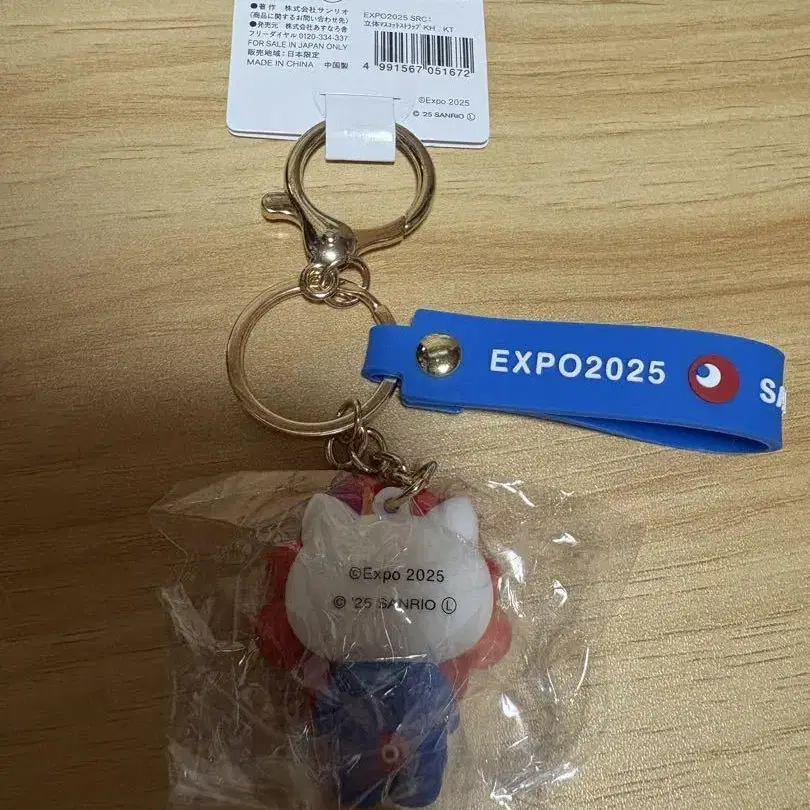 ●著作 株式会社サンリオ
(商品に関するお問い合わせ先)
●発売元 株式会社あすなろ舎
フリーダイヤル 0120-334-337
FOR SALE IN JAPAN ONLY
販売地域:日本限定
MADE IN CHINA 中国製
EXPO2025 SRC:
立体マスコットストラップ KH KT
4 991567 051672
©Expo 2025
© '25 SANRIO Ⓛ
EXPO2025
©Expo 2025
© '25 SANRIO Ⓛ